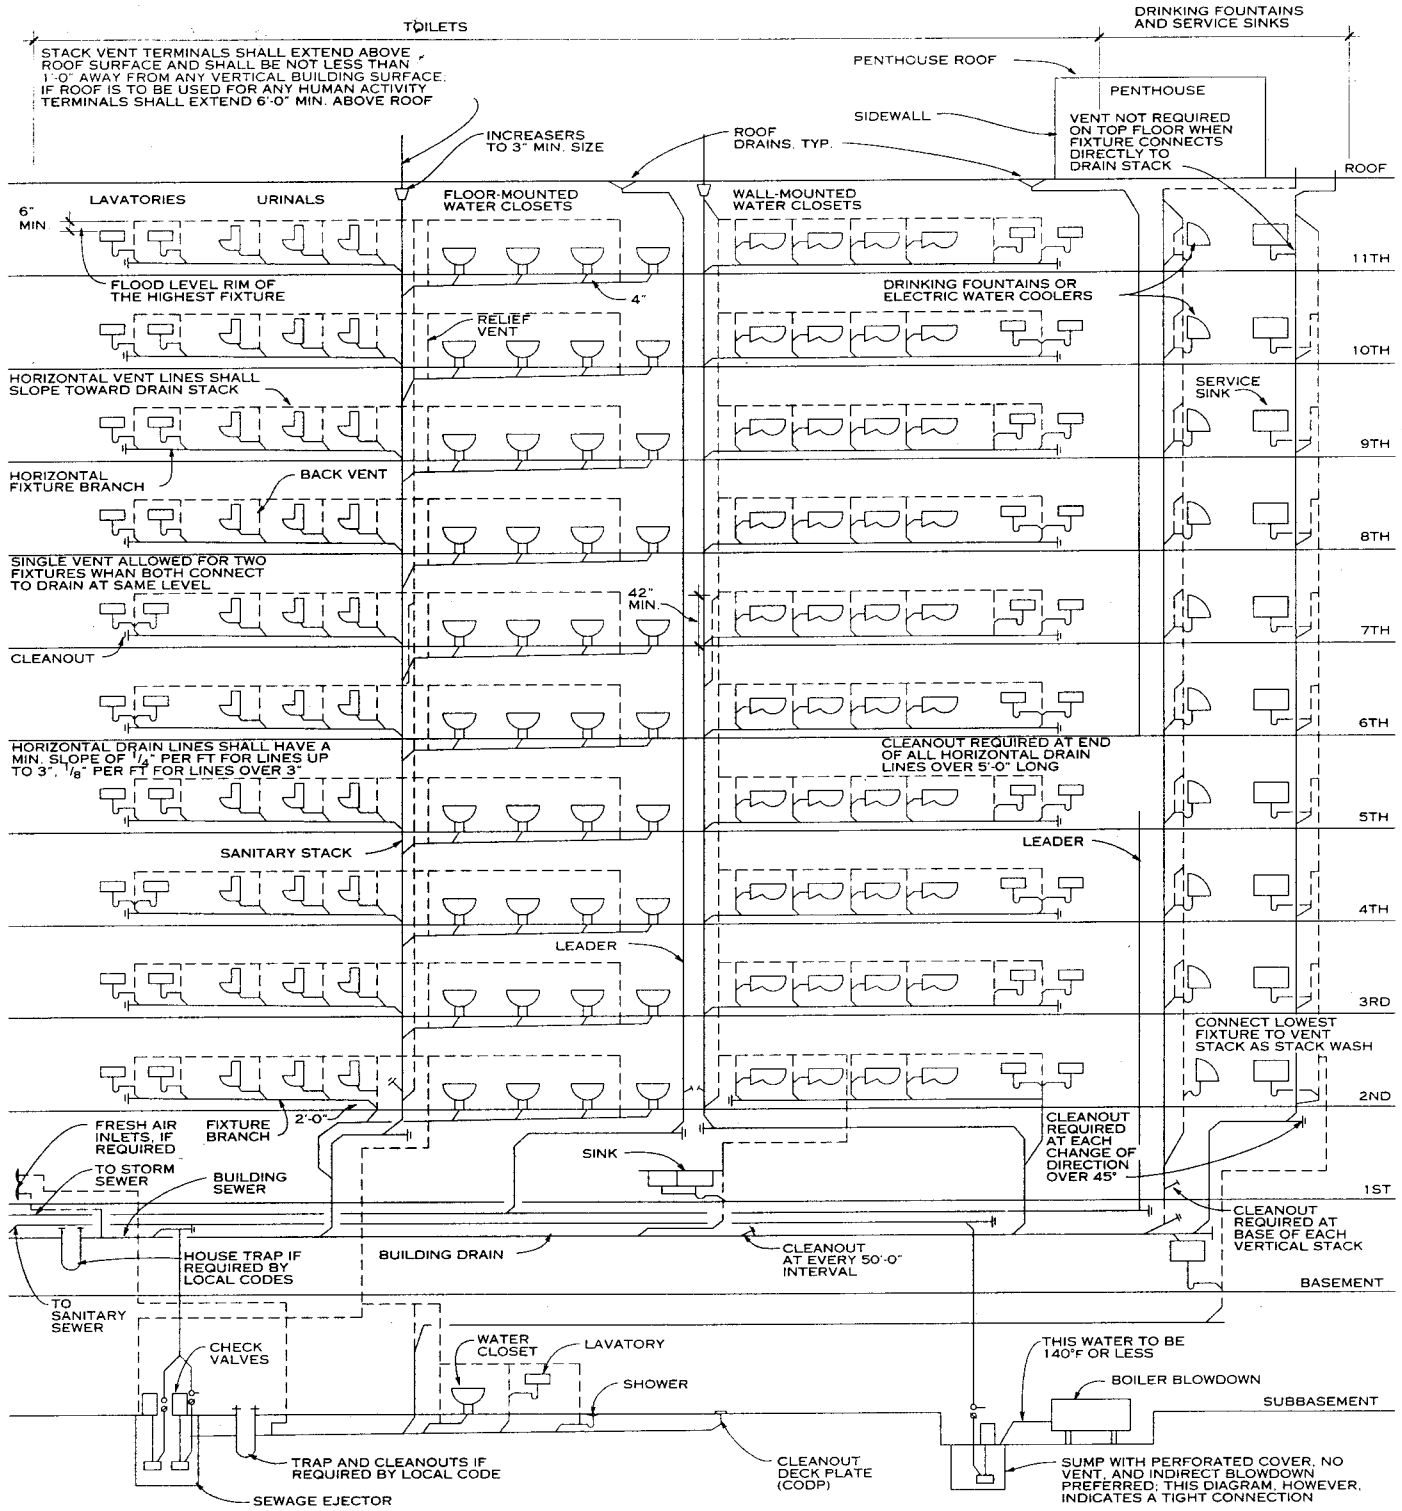 TOILETS
DRINKING FOUNTAINS
AND SERVICE SINKS
STACK VENT TERMINALS SHALL EXTEND ABOVE
ROOF SURFACE AND SHALL BE NOT LESS THAN
1'-0" AWAY FROM ANY VERTICAL BUILDING SURFACE;
IF ROOF IS TO BE USED FOR ANY HUMAN ACTIVITY
TERMINALS SHALL EXTEND 6'-0" MIN. ABOVE ROOF
PENTHOUSE ROOF
PENTHOUSE
SIDEWALL
VENT NOT REQUIRED
ON TOP FLOOR WHEN
FIXTURE CONNECTS
DIRECTLY TO
DRAIN STACK
INCREASERS
TO 3" MIN. SIZE
ROOF
DRAINS, TYP.
ROOF
LAVATORIES
URINALS
FLOOR-MOUNTED
WATER CLOSETS
WALL-MOUNTED
WATER CLOSETS
6"
MIN.
11TH
FLOOD LEVEL RIM OF
THE HIGHEST FIXTURE
4"
DRINKING FOUNTAINS OR
ELECTRIC WATER COOLERS
RELIEF
VENT
10TH
HORIZONTAL VENT LINES SHALL
SLOPE TOWARD DRAIN STACK
SERVICE
SINK
9TH
HORIZONTAL
FIXTURE BRANCH
BACK VENT
8TH
SINGLE VENT ALLOWED FOR TWO
FIXTURES WHAN BOTH CONNECT
TO DRAIN AT SAME LEVEL
42"
MIN.
7TH
CLEANOUT
6TH
HORIZONTAL DRAIN LINES SHALL HAVE A
MIN. SLOPE OF 1/4" PER FT FOR LINES UP
TO 3", 1/8" PER FT FOR LINES OVER 3"
CLEANOUT REQUIRED AT END
OF ALL HORIZONTAL DRAIN
LINES OVER 5'-0" LONG
5TH
SANITARY STACK
LEADER
4TH
LEADER
3RD
CONNECT LOWEST
FIXTURE TO VENT
STACK AS STACK WASH
2ND
2'-0"
FRESH AIR
INLETS, IF
REQUIRED
FIXTURE
BRANCH
CLEANOUT
REQUIRED
AT EACH
CHANGE OF
DIRECTION
OVER 45°
SINK
TO STORM
SEWER
BUILDING
SEWER
1ST
CLEANOUT
REQUIRED AT
BASE OF EACH
VERTICAL STACK
HOUSE TRAP IF
REQUIRED BY
LOCAL CODES
BUILDING DRAIN
CLEANOUT
AT EVERY 50'-0"
INTERVAL
BASEMENT
TO
SANITARY
SEWER
CHECK
VALVES
WATER
CLOSET
LAVATORY
SHOWER
THIS WATER TO BE
140°F OR LESS
BOILER BLOWDOWN
SUBBASEMENT
TRAP AND CLEANOUTS IF
REQUIRED BY LOCAL CODE
SEWAGE EJECTOR
CLEANOUT
DECK PLATE
(CODP)
SUMP WITH PERFORATED COVER, NO
VENT, AND INDIRECT BLOWDOWN
PREFERRED; THIS DIAGRAM, HOWEVER,
INDICATES A TIGHT CONNECTION